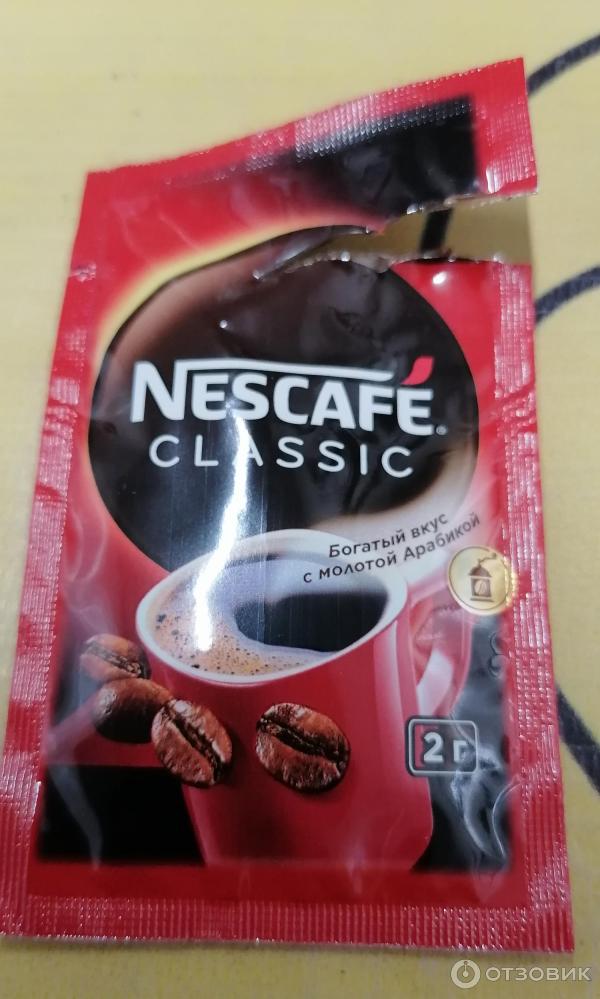 NESCAFÉ
CLASSIC
Богатый вкус
с молотой Арабикой
2 г
ОТЗОВИК